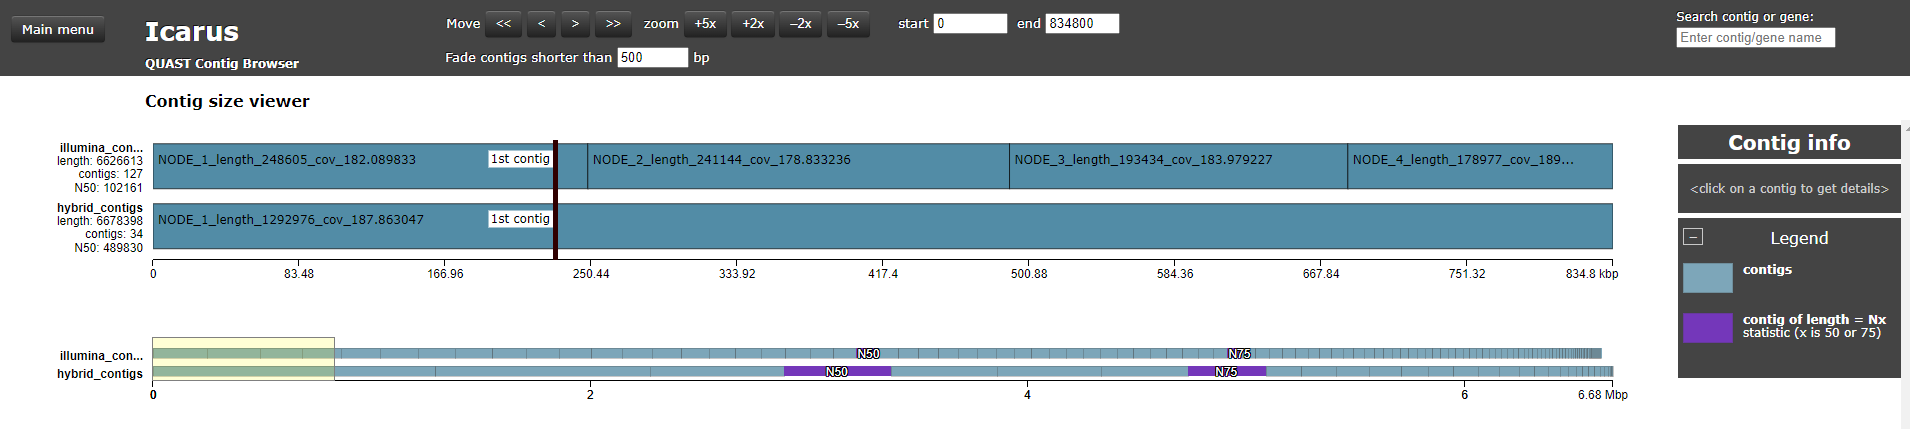 Main menu
Icarus
QUAST Contig Browser
Move << < > >> zoom +5x +2x –2x –5x start 0 end 834800
Fade contigs shorter than 500 bp
Search contig or gene:
Enter contig/gene name
Contig size viewer
illumina_con...
length: 6626613
contigs: 127
N50: 102161
NODE_1_length_248605_cov_182.089833
1st contig
NODE_2_length_241144_cov_178.833236
NODE_3_length_193434_cov_183.979227
NODE_4_length_178977_cov_189...
hybrid_contigs
length: 6678398
contigs: 34
N50: 489830
NODE_1_length_1292976_cov_187.863047
1st contig
0 83.48 166.96 250.44 333.92 417.4 500.88 584.36 667.84 751.32 834.8 kbp
illumina_con... N50 N75
hybrid_contigs N50 N75
0 2 4 6 6.68 Mbp
Contig info
<click on a contig to get details>
– Legend
contigs
contig of length = Nx
statistic (x is 50 or 75)